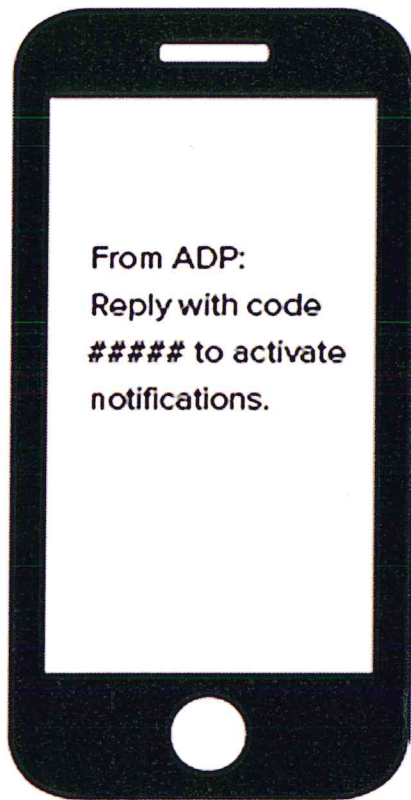 From ADP:
Reply with code
##### to activate
notifications.